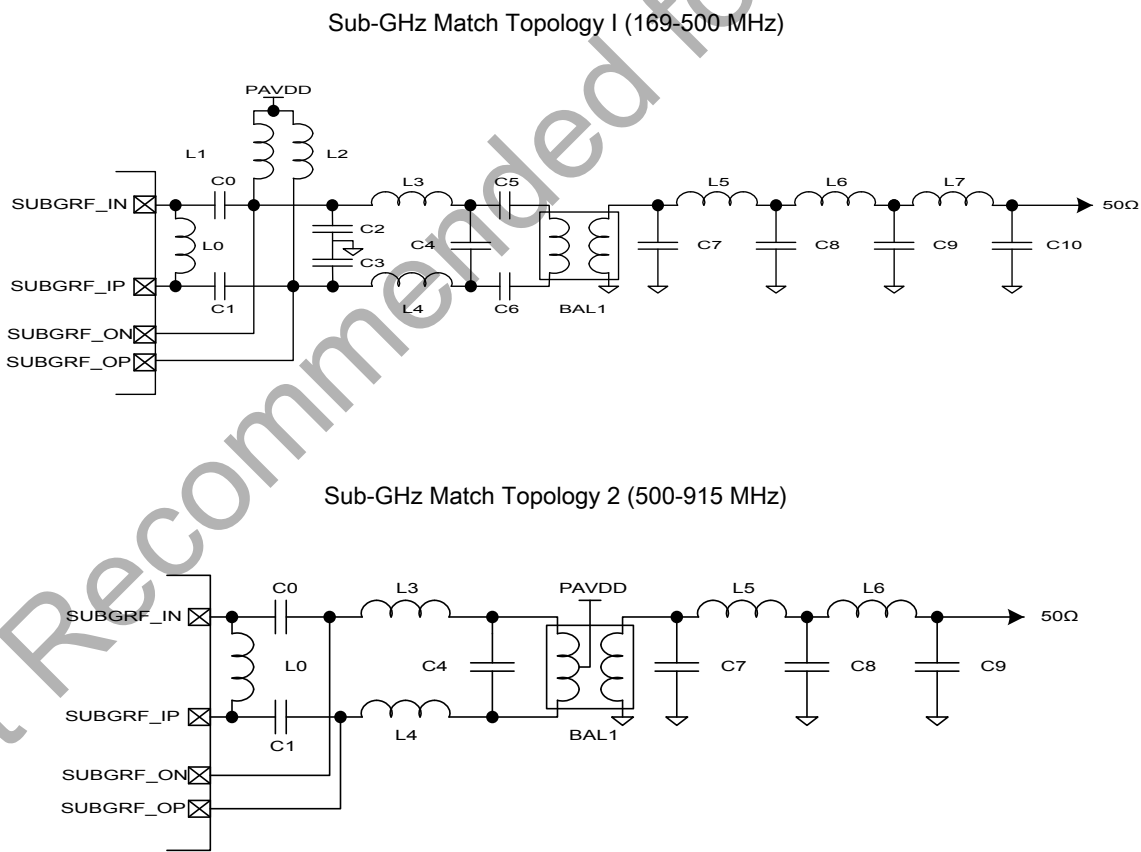 Sub-GHz Match Topology I (169-500 MHz)
PAVDD
L1 L2
C0 L3 C5 L5 L6 L7
SUBGRF_IN 50Ω
C2
L0 C4 C7 C8 C9 C10
C3
SUBGRF_IP
C1 L4 C6 BAL1
SUBGRF_ON
SUBGRF_OP
Sub-GHz Match Topology 2 (500-915 MHz)
C0 L3 PAVDD L5 L6
SUBGRF_IN 50Ω
L0 C4 C7 C8 C9
SUBGRF_IP
C1 L4 BAL1
SUBGRF_ON
SUBGRF_OP
Recommended